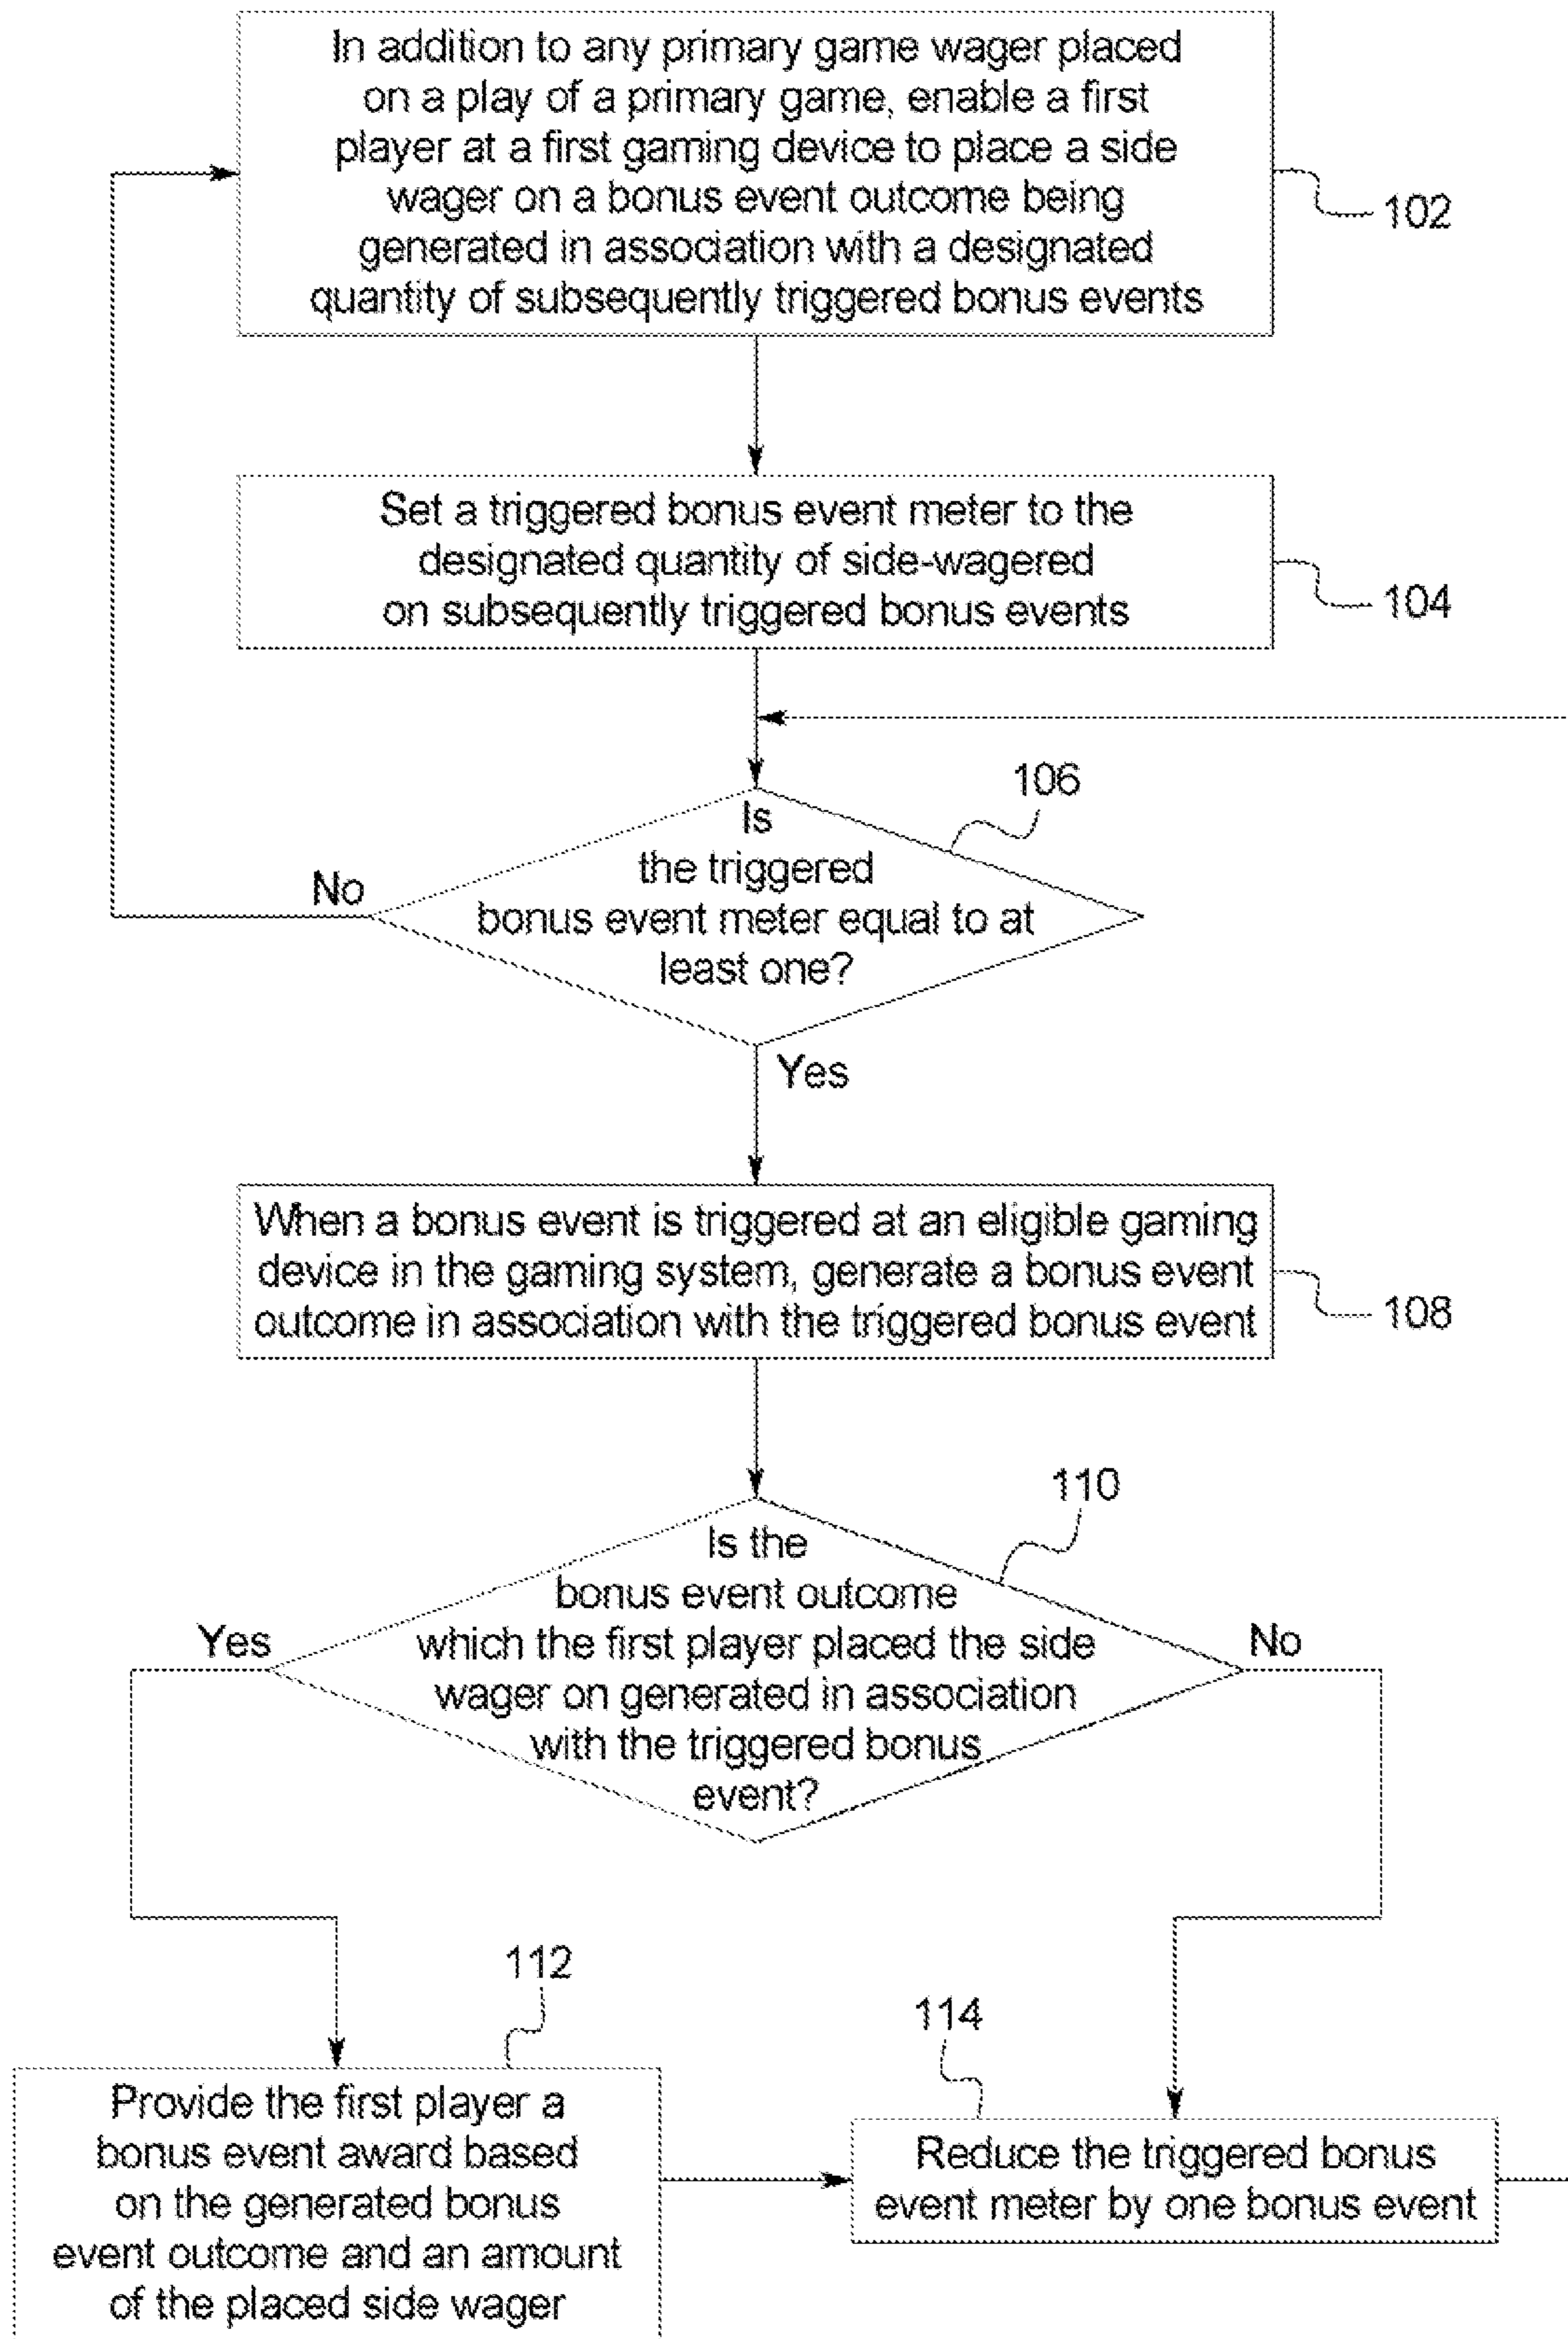 In addition to any primary game wager placed
on a play of a primary game, enable a first
player at a first gaming device to place a side
wager on a bonus event outcome being
generated in association with a designated
quantity of subsequently triggered bonus events
102
Set a triggered bonus event meter to the
designated quantity of side-wagered
on subsequently triggered bonus events
104
106
Is
the triggered
bonus event meter equal to at
least one?
No
Yes
When a bonus event is triggered at an eligible gaming
device in the gaming system, generate a bonus event
outcome in association with the triggered bonus event
108
110
Is the
bonus event outcome
which the first player placed the side
wager on generated in association
with the triggered bonus
event?
Yes
No
112
Provide the first player a
bonus event award based
on the generated bonus
event outcome and an amount
of the placed side wager
114
Reduce the triggered bonus
event meter by one bonus event